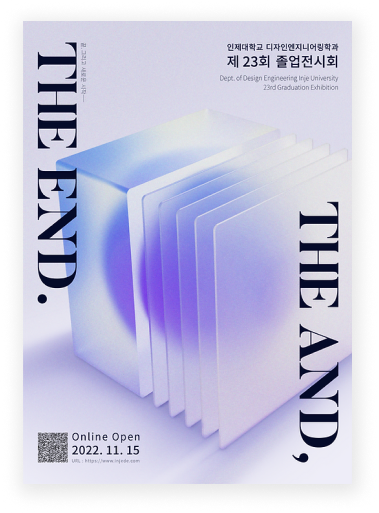 인제대학교 디자인엔지니어링학과
제 23회 졸업전시회
Dept. of Design Engineering Inje University
23rd Graduation Exhibition
THE END.
THE AND,
Online Open
2022. 11. 15